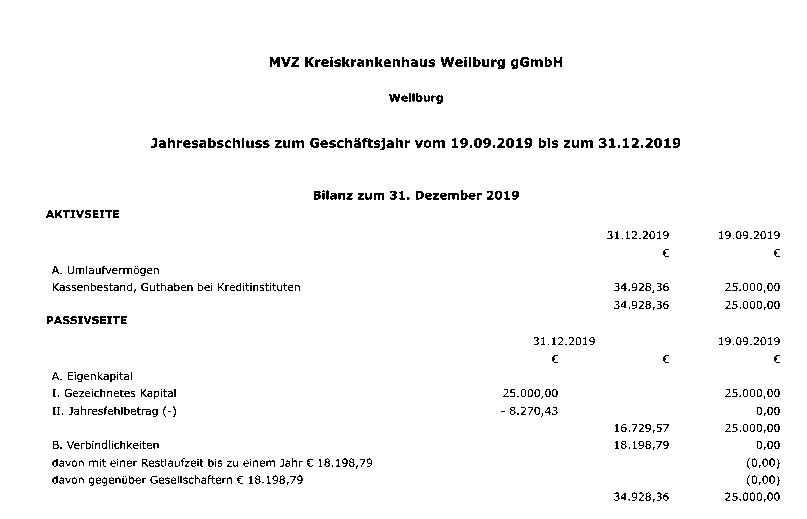 MVZ Kreiskrankenhaus Weilburg gGmbH
Weilburg
Jahresabschluss zum Geschäftsjahr vom 19.09.2019 bis zum 31.12.2019
Bilanz zum 31. Dezember 2019
AKTIVSEITE
31.12.2019 19.09.2019
€ €
A. Umlaufvermögen
Kassenbestand, Guthaben bei Kreditinstituten 34.928,36 25.000,00
34.928,36 25.000,00
PASSIVSEITE
31.12.2019 19.09.2019
€ € €
A. Eigenkapital
I. Gezeichnetes Kapital 25.000,00 25.000,00
II. Jahresfehlbetrag (-) - 8.270,43 0,00
16.729,57 25.000,00
B. Verbindlichkeiten 18.198,79 0,00
davon mit einer Restlaufzeit bis zu einem Jahr € 18.198,79 (0,00)
davon gegenüber Gesellschaftern € 18.198,79 (0,00)
34.928,36 25.000,00